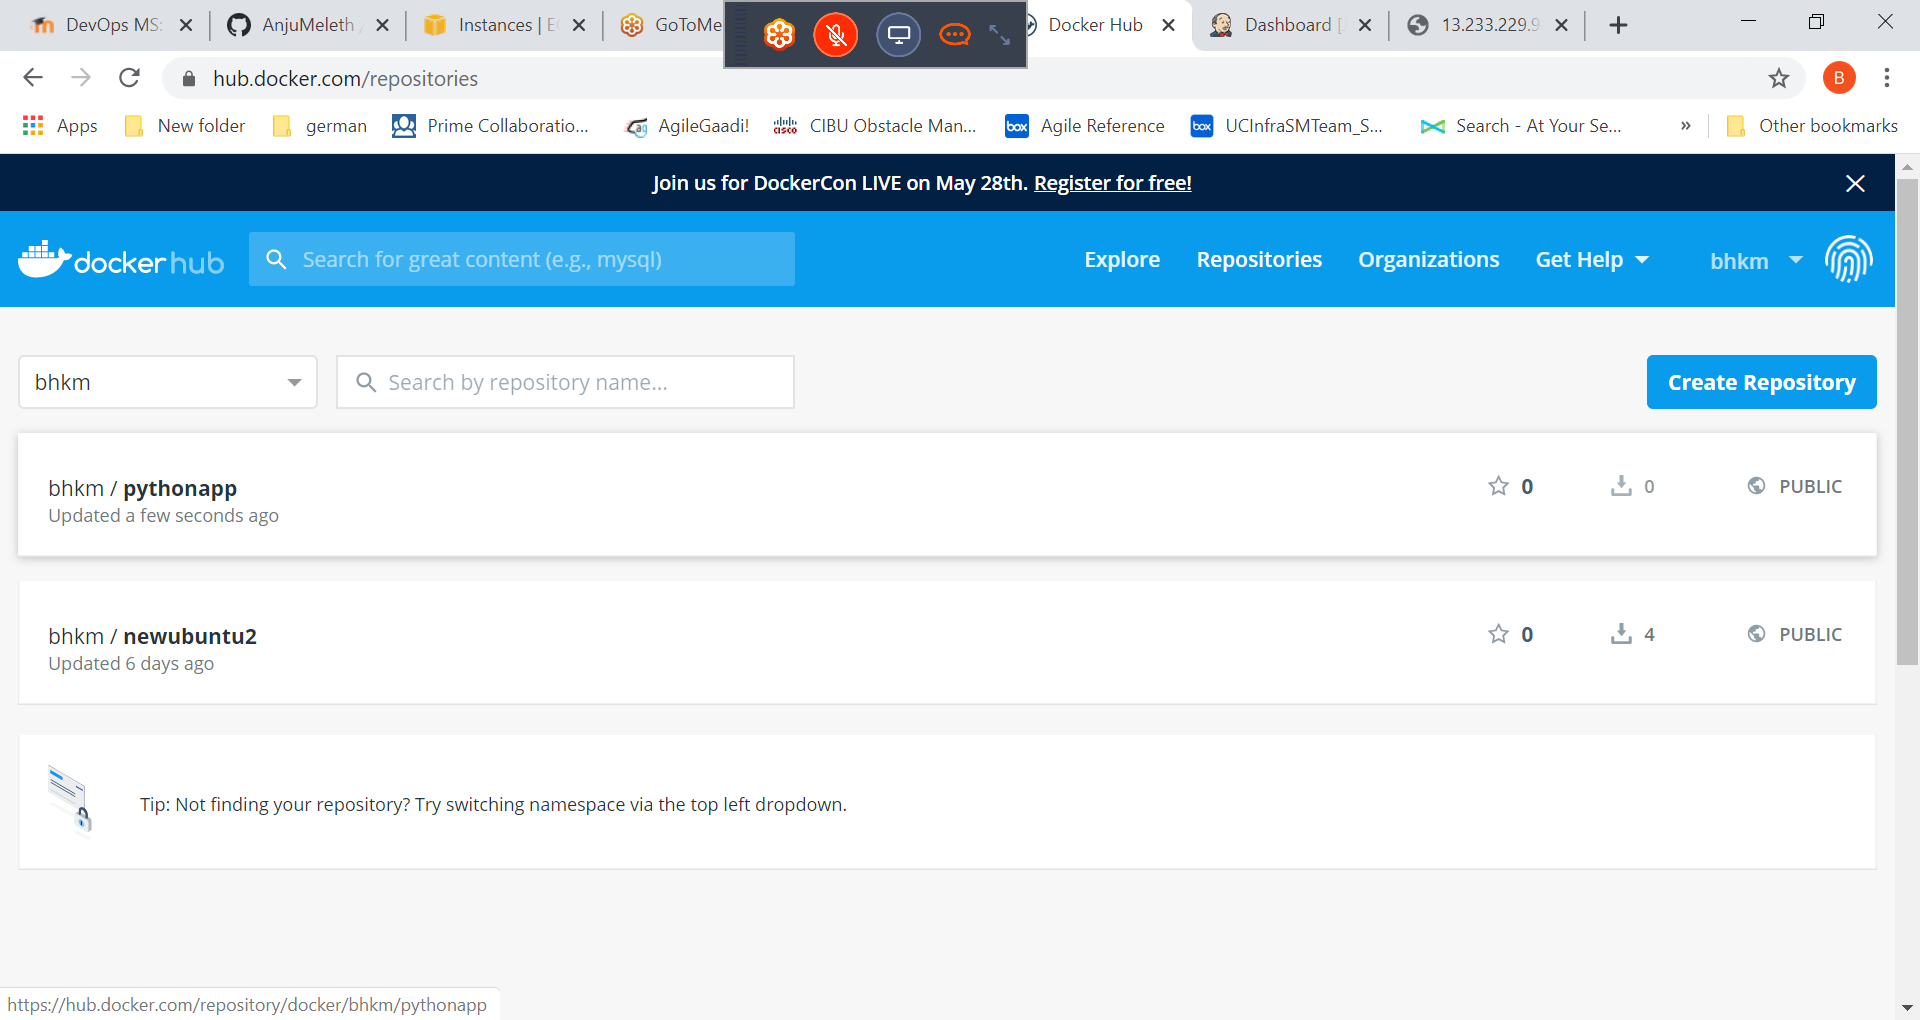 DevOps MS:
AnjuMeleth
Instances | E
GoToMe
Docker Hub
Dashboard [
13.233.229.9
hub.docker.com/repositories
B
Apps
New folder
german
Prime Collaboratio...
AgileGaadi!
CIBU Obstacle Man...
Agile Reference
UCInfraSMTeam_S...
Search - At Your Se...
»
Other bookmarks
Join us for DockerCon LIVE on May 28th. Register for free!
docker hub
Search for great content (e.g., mysql)
Explore
Repositories
Organizations
Get Help
bhkm
bhkm
Search by repository name...
Create Repository
bhkm / pythonapp
0
0
PUBLIC
Updated a few seconds ago
bhkm / newubuntu2
0
4
PUBLIC
Updated 6 days ago
Tip: Not finding your repository? Try switching namespace via the top left dropdown.
https://hub.docker.com/repository/docker/bhkm/pythonapp